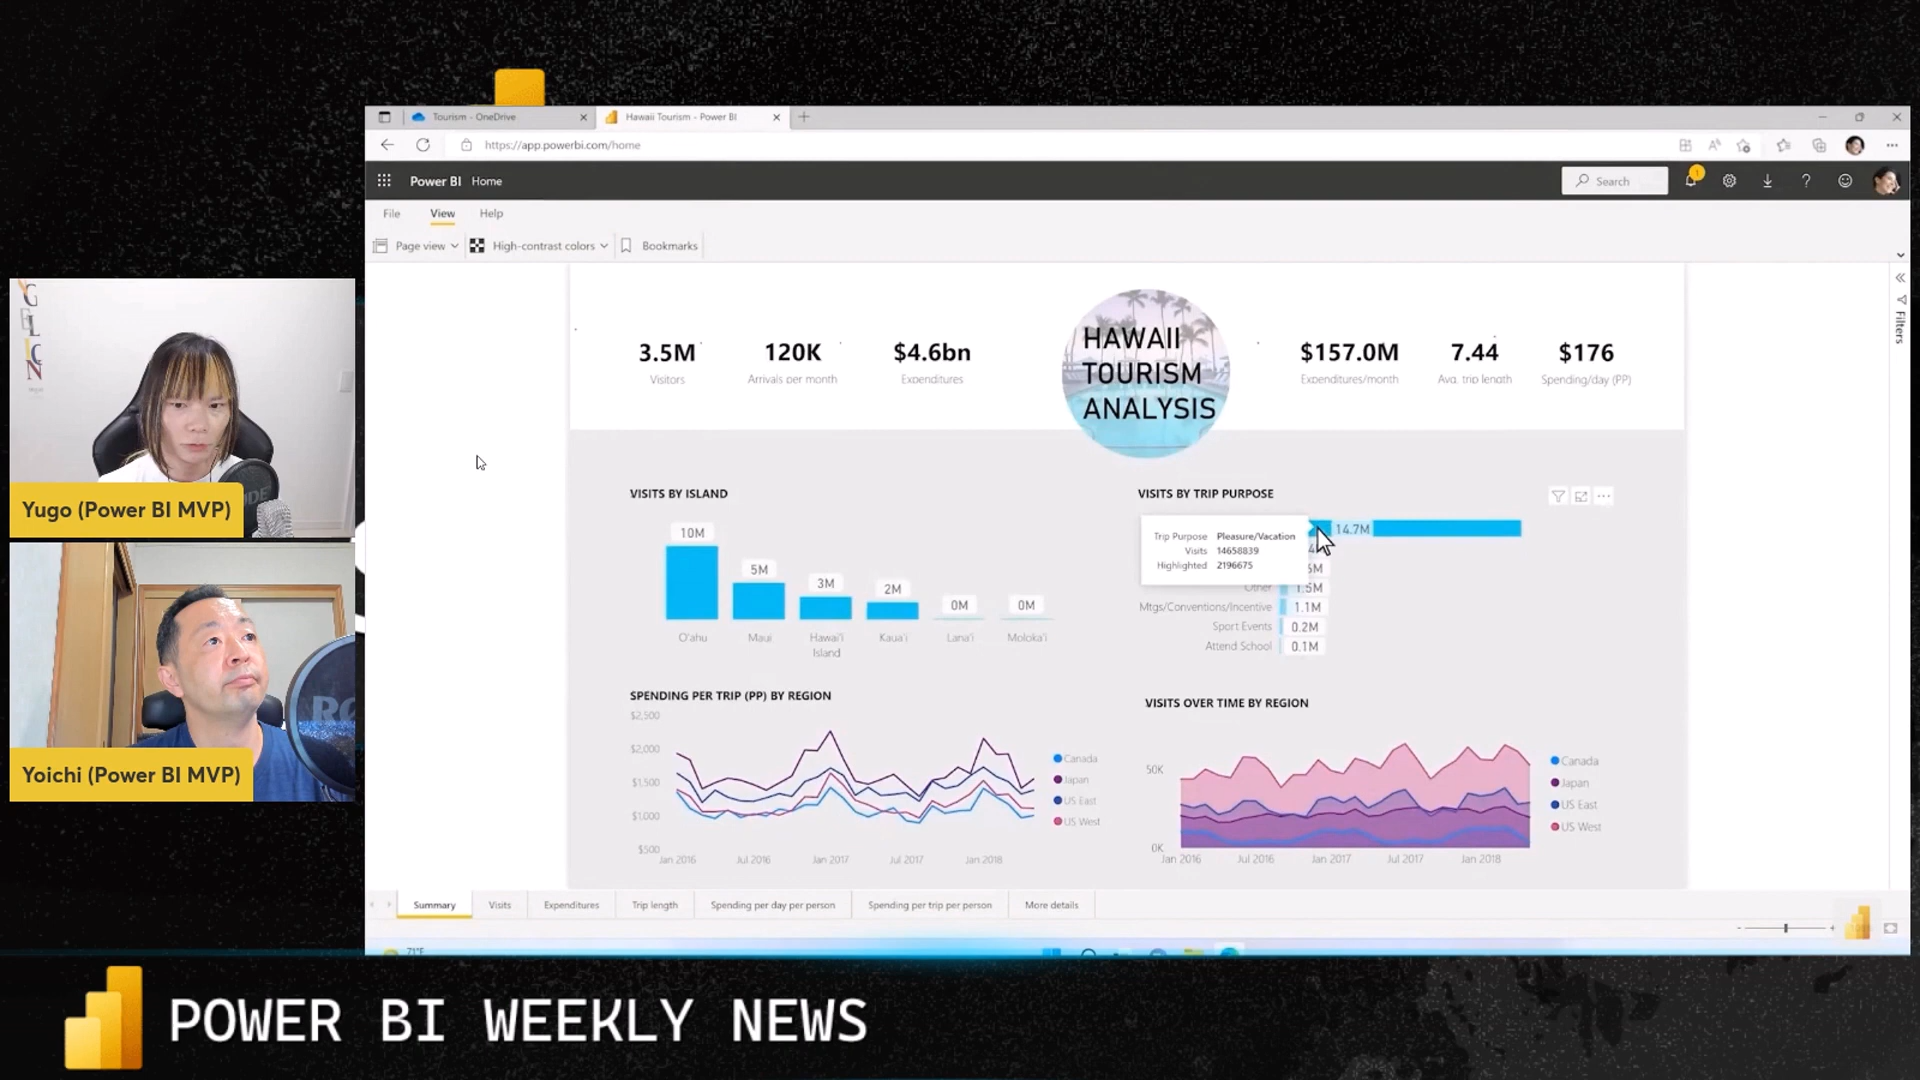 Tourism - OneDrive
Hawaii Tourism - Power BI
https://app.powerbi.com/home
Power BI Home
Search
1
File View Help
Page view
High-contrast colors
Bookmarks
Filters
3.5M
Visitors
120K
Arrivals per month
$4.6bn
Expenditures
HAWAII
TOURISM
ANALYSIS
$157.0M
Expenditures/month
7.44
Avg. trip length
$176
Spending/day (PP)
VISITS BY ISLAND
10M
5M
3M
2M
0M
0M
O'ahu
Maui
Hawai'i
Island
Kaua'i
Lana'i
Moloka'i
VISITS BY TRIP PURPOSE
14.7M
Trip Purpose Pleasure/Vacation
Visits 14658839
Highlighted 2196675
Other 1.5M
Mtgs/Conventions/Incentive 1.1M
Sport Events 0.2M
Attend School 0.1M
SPENDING PER TRIP (PP) BY REGION
$2,500
$2,000
$1,500
$1,000
$500
Jan 2016 Jul 2016 Jan 2017 Jul 2017 Jan 2018
Canada
Japan
US East
US West
VISITS OVER TIME BY REGION
50K
0K
Jan 2016 Jul 2016 Jan 2017 Jul 2017 Jan 2018
Canada
Japan
US East
US West
Summary Visits Expenditures Trip length Spending per day per person Spending per trip per person More details
71°F
Yugo (Power BI MVP)
Yoichi (Power BI MVP)
POWER BI WEEKLY NEWS